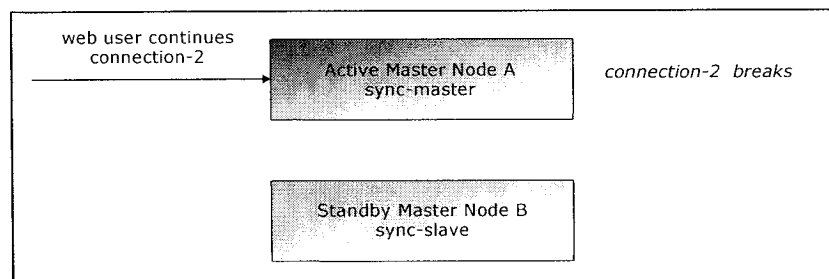 web user continues
connection-2
Active Master Node A
sync-master
connection-2 breaks
Standby Master Node B
sync-slave